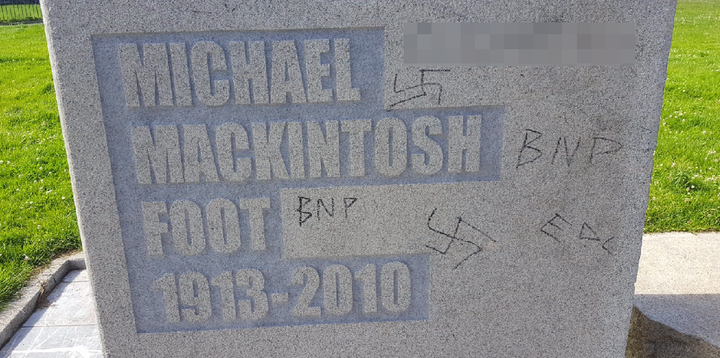 MICHAEL
MACKINTOSH
BNP
FOOT
BNP
EDL
1913-2010